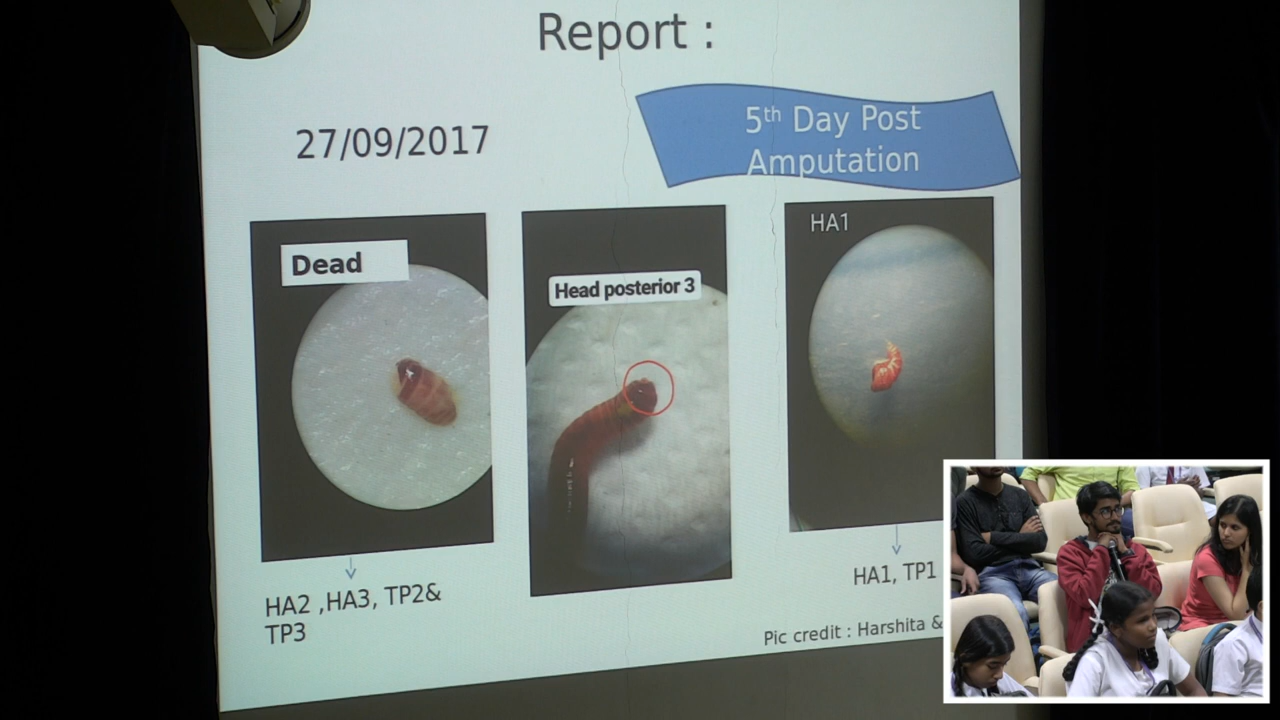 Report :
27/09/2017
5th Day Post
Amputation
Dead
Head posterior 3
HA1
HA2 ,HA3, TP2&
TP3
HA1, TP1
Pic credit : Harshita &